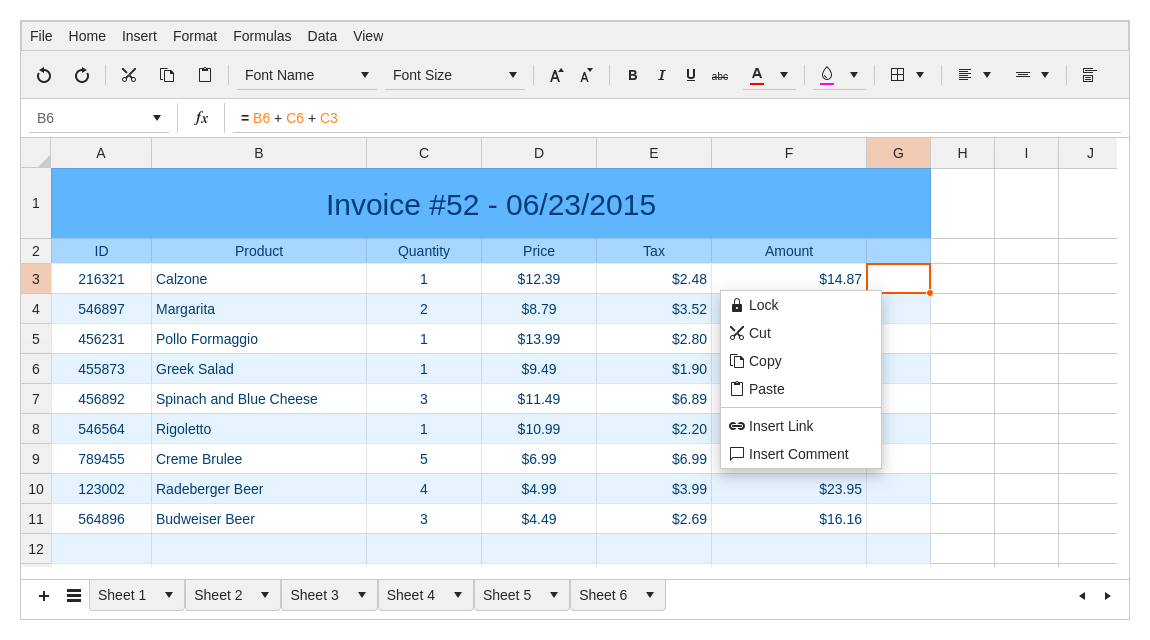 File Home Insert Format Formulas Data View
Font Name Font Size A A B I U abc A
B6 fx = B6 + C6 + C3
A B C D E F G H I J
1 Invoice #52 - 06/23/2015
2 ID Product Quantity Price Tax Amount
3 216321 Calzone 1 $12.39 $2.48 $14.87
4 546897 Margarita 2 $8.79 $3.52
Lock
5 456231 Pollo Formaggio 1 $13.99 $2.80
Cut
6 455873 Greek Salad 1 $9.49 $1.90
Copy
7 456892 Spinach and Blue Cheese 3 $11.49 $6.89
Paste
8 546564 Rigoletto 1 $10.99 $2.20
Insert Link
9 789455 Creme Brulee 5 $6.99 $6.99
Insert Comment
10 123002 Radeberger Beer 4 $4.99 $3.99 $23.95
11 564896 Budweiser Beer 3 $4.49 $2.69 $16.16
12
Sheet 1 Sheet 2 Sheet 3 Sheet 4 Sheet 5 Sheet 6